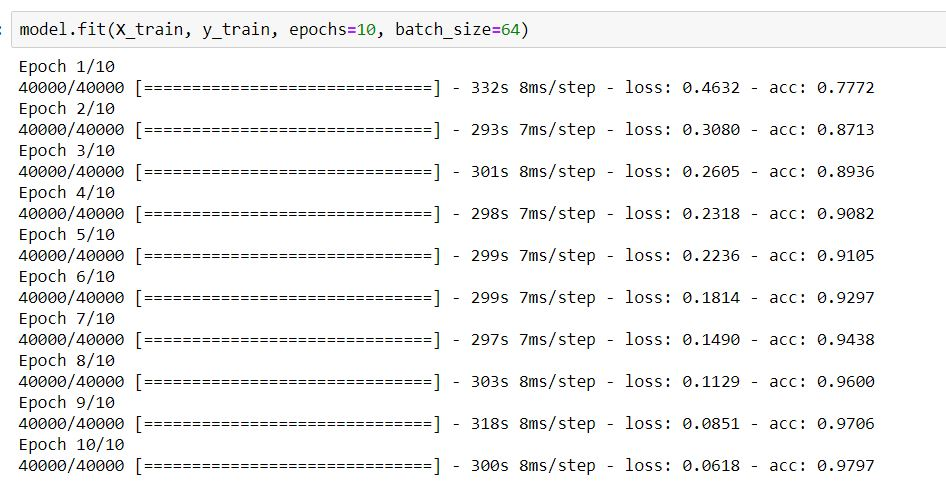 model.fit(X_train, y_train, epochs=10, batch_size=64)
Epoch 1/10
40000/40000 [==============================] - 332s 8ms/step - loss: 0.4632 - acc: 0.7772
Epoch 2/10
40000/40000 [==============================] - 293s 7ms/step - loss: 0.3080 - acc: 0.8713
Epoch 3/10
40000/40000 [==============================] - 301s 8ms/step - loss: 0.2605 - acc: 0.8936
Epoch 4/10
40000/40000 [==============================] - 298s 7ms/step - loss: 0.2318 - acc: 0.9082
Epoch 5/10
40000/40000 [==============================] - 299s 7ms/step - loss: 0.2236 - acc: 0.9105
Epoch 6/10
40000/40000 [==============================] - 299s 7ms/step - loss: 0.1814 - acc: 0.9297
Epoch 7/10
40000/40000 [==============================] - 297s 7ms/step - loss: 0.1490 - acc: 0.9438
Epoch 8/10
40000/40000 [==============================] - 303s 8ms/step - loss: 0.1129 - acc: 0.9600
Epoch 9/10
40000/40000 [==============================] - 318s 8ms/step - loss: 0.0851 - acc: 0.9706
Epoch 10/10
40000/40000 [==============================] - 300s 8ms/step - loss: 0.0618 - acc: 0.9797